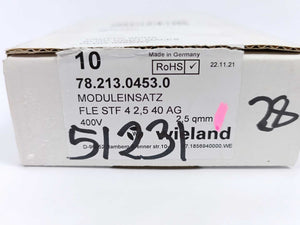 Made in Germany
10
RoHS ✓
22.11.21
78.213.0453.0
MODULEINSATZ
FLE STF 4 2,5 40 AG
400V
2,5 qmm
wieland
51231
28